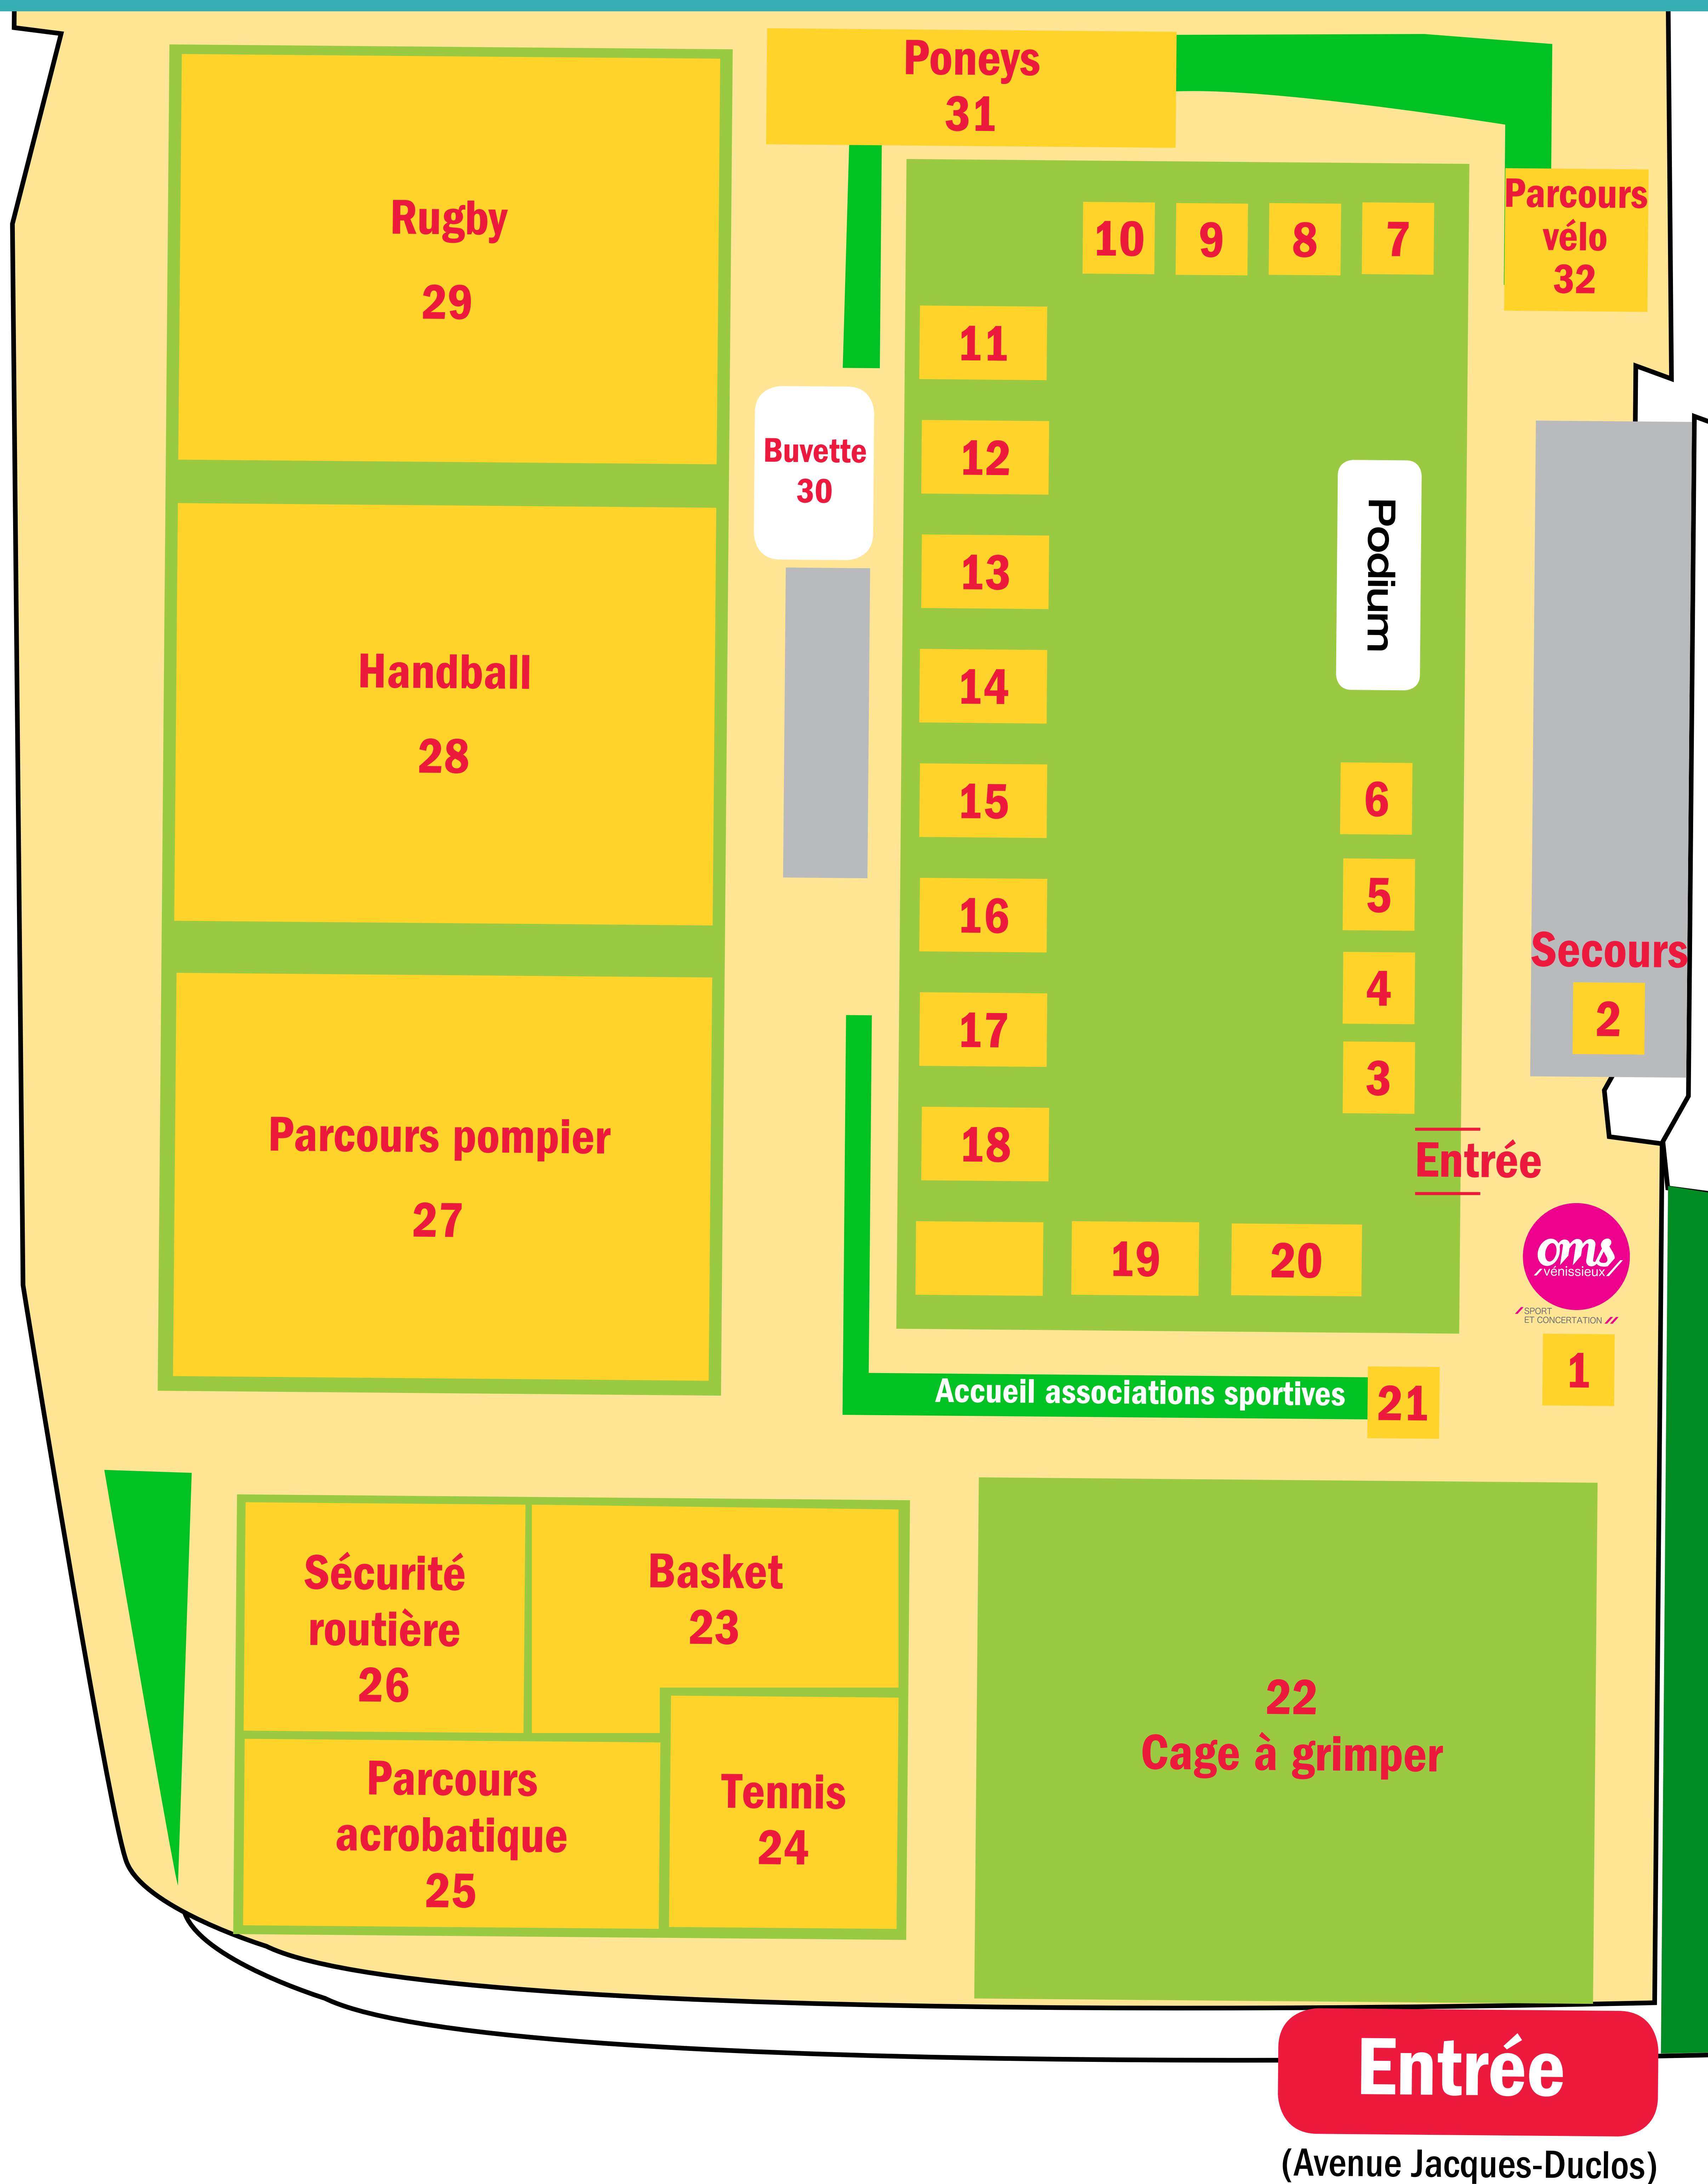 Poneys
31
Rugby
29
Parcours
vélo
32
10
9
8
7
11
12
13
14
15
16
17
18
Buvette
30
Podium
Handball
28
6
5
4
3
Secours
2
Parcours pompier
27
Entrée
19
20
oms
vénissieux
SPORT
ET CONCERTATION
1
Accueil associations sportives
21
Sécurité
routière
26
Basket
23
Parcours
acrobatique
25
Tennis
24
22
Cage à grimper
Entrée
(Avenue Jacques-Duclos)